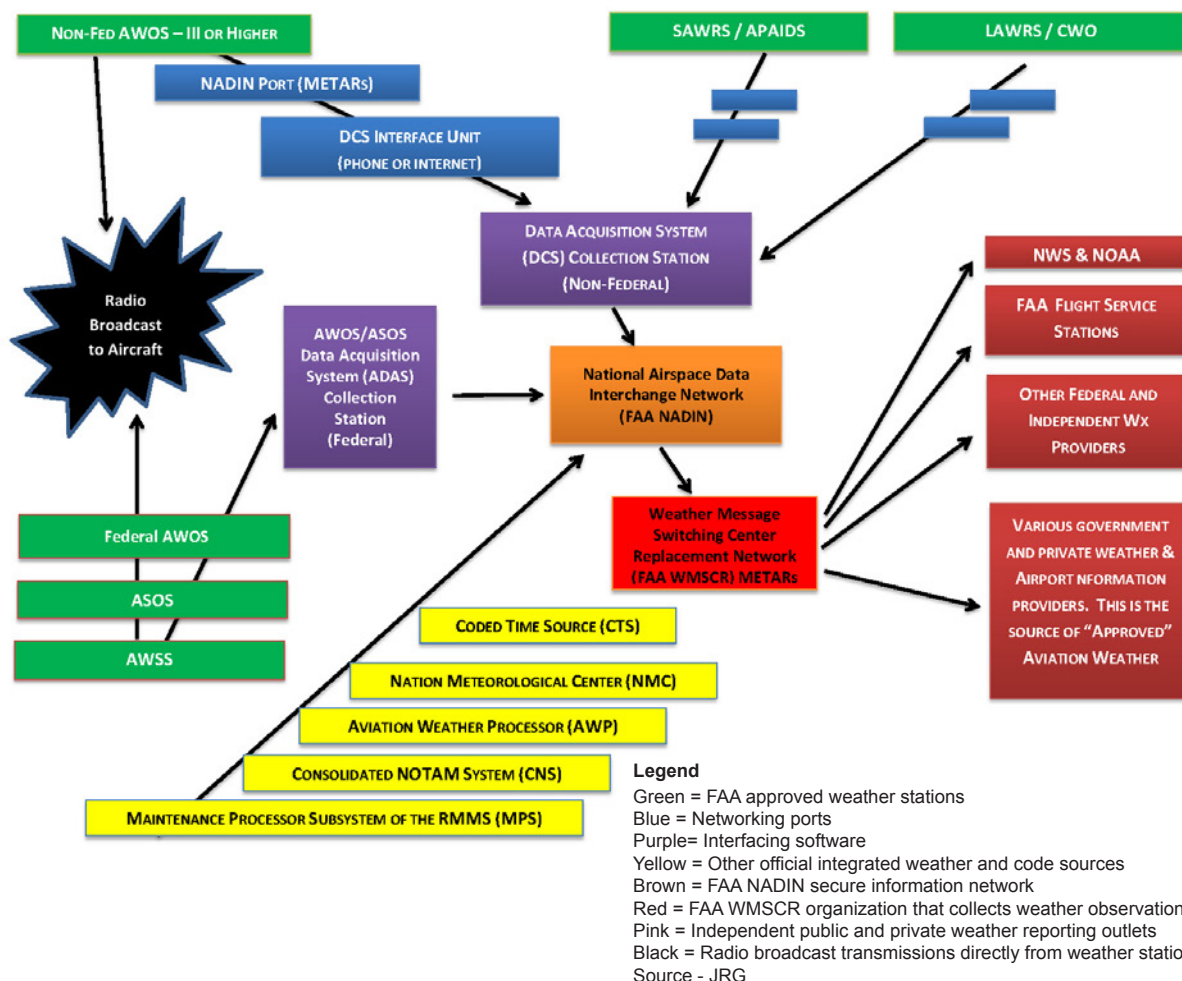 NON-FED AWOS – III OR HIGHER
SAWRS / APAIDS
LAWRS / CWO
NADIN PORT (METARS)
DCS INTERFACE UNIT
(PHONE OR INTERNET)
DATA ACQUISITION SYSTEM
(DCS) COLLECTION STATION
(NON-FEDERAL)
Radio
Broadcast
to Aircraft
AWOS/ASOS
Data Acquisition
System (ADAS)
Collection
Station
(Federal)
National Airspace Data
Interchange Network
(FAA NADIN)
NWS & NOAA
FAA FLIGHT SERVICE
STATIONS
OTHER FEDERAL AND
INDEPENDENT WX
PROVIDERS
Weather Message
Switching Center
Replacement Network
(FAA WMSCR) METARs
VARIOUS GOVERNMENT
AND PRIVATE WEATHER &
AIRPORT NFORMATION
PROVIDERS. THIS IS THE
SOURCE OF “APPROVED”
AVIATION WEATHER
Federal AWOS
ASOS
AWSS
CODED TIME SOURCE (CTS)
NATION METEOROLOGICAL CENTER (NMC)
AVIATION WEATHER PROCESSOR (AWP)
CONSOLIDATED NOTAM SYSTEM (CNS)
MAINTENANCE PROCESSOR SUBSYSTEM OF THE RMMS (MPS)
Legend
Green = FAA approved weather stations
Blue = Networking ports
Purple= Interfacing software
Yellow = Other official integrated weather and code sources
Brown = FAA NADIN secure information network
Red = FAA WMSCR organization that collects weather observation
Pink = Independent public and private weather reporting outlets
Black = Radio broadcast transmissions directly from weather statio
Source - JRG